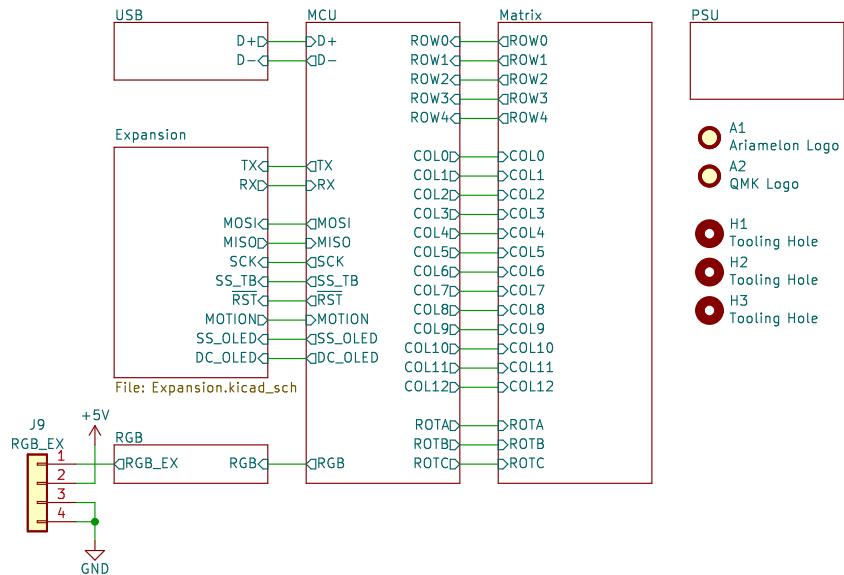 USB
D+
D-
MCU
D+
D-
TX
RX
MOSI
MISO
SCK
SS_TB
RST
MOTION
SS_OLED
DC_OLED
RGB
ROW0
ROW1
ROW2
ROW3
ROW4
COL0
COL1
COL2
COL3
COL4
COL5
COL6
COL7
COL8
COL9
COL10
COL11
COL12
ROTA
ROTB
ROTC
Matrix
ROW0
ROW1
ROW2
ROW3
ROW4
COL0
COL1
COL2
COL3
COL4
COL5
COL6
COL7
COL8
COL9
COL10
COL11
COL12
ROTA
ROTB
ROTC
PSU
A1
Ariamelon Logo
A2
QMK Logo
H1
Tooling Hole
H2
Tooling Hole
H3
Tooling Hole
Expansion
TX
RX
MOSI
MISO
SCK
SS_TB
RST
MOTION
SS_OLED
DC_OLED
File: Expansion.kicad_sch
J9
RGB_EX
1
2
3
4
+5V
GND
RGB
RGB_EX
RGB